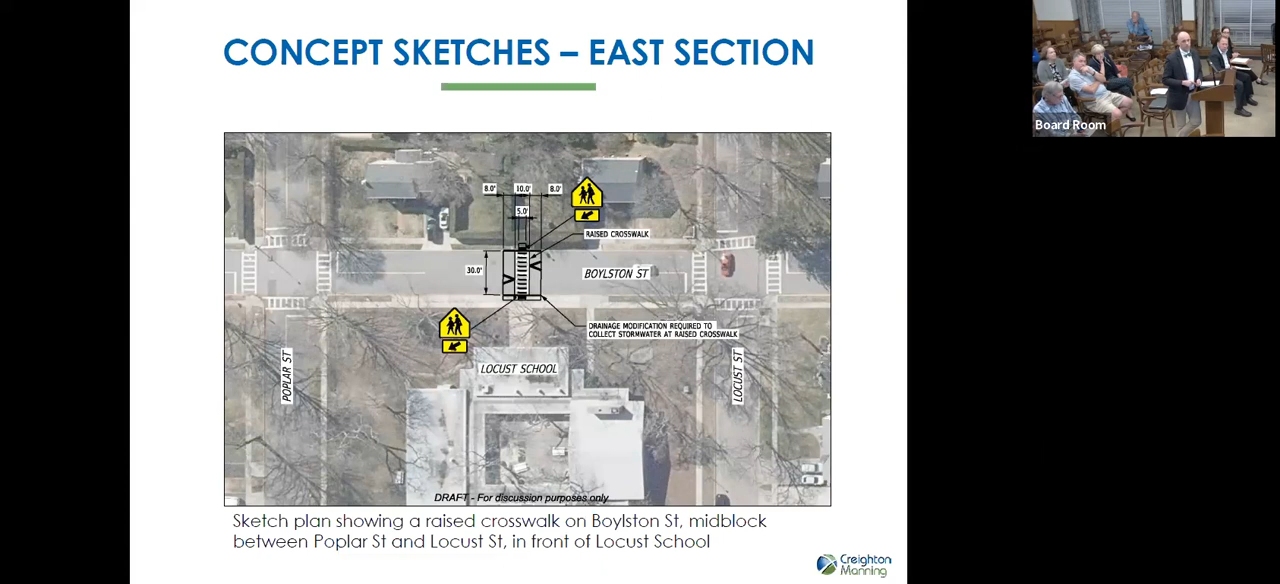 CONCEPT SKETCHES – EAST SECTION
Board Room
8.0'
10.0'
8.0'
5.0'
RAISED CROSSWALK
30.0'
BOYLSTON ST
DRAINAGE MODIFICATION REQUIRED TO
COLLECT STORMWATER AT RAISED CROSSWALK
POPLAR ST
LOCUST SCHOOL
LOCUST ST
DRAFT - For discussion purposes only
Sketch plan showing a raised crosswalk on Boylston St, midblock
between Poplar St and Locust St, in front of Locust School
Creighton
Manning